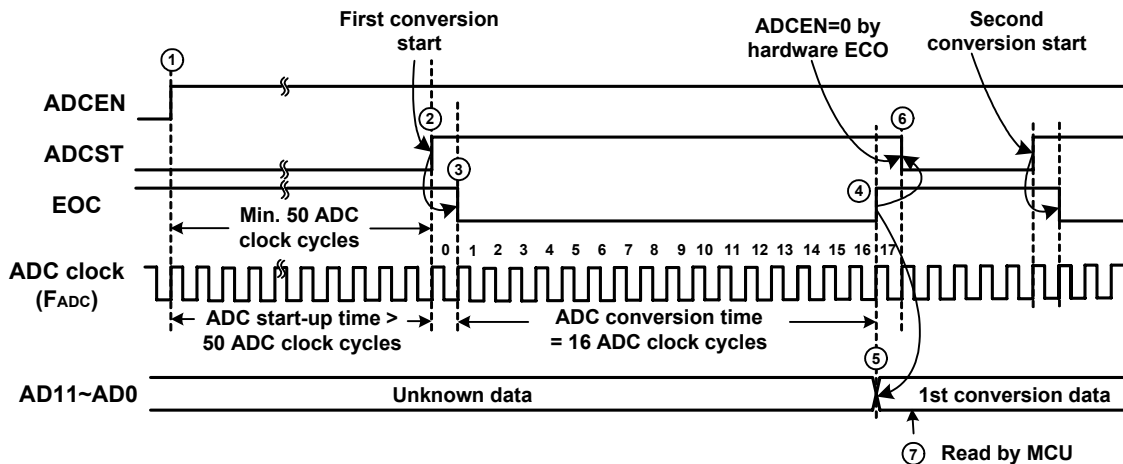 First conversion
start
ADCEN=0 by
hardware ECO
Second
conversion start
1
ADCEN
2
6
ADCST
3
4
EOC
Min. 50 ADC
clock cycles
0 1 2 3 4 5 6 7 8 9 10 11 12 13 14 15 16 17
ADC clock
(FADC)
ADC start-up time >
50 ADC clock cycles
ADC conversion time
= 16 ADC clock cycles
5
AD11~AD0
Unknown data
1st conversion data
7 Read by MCU